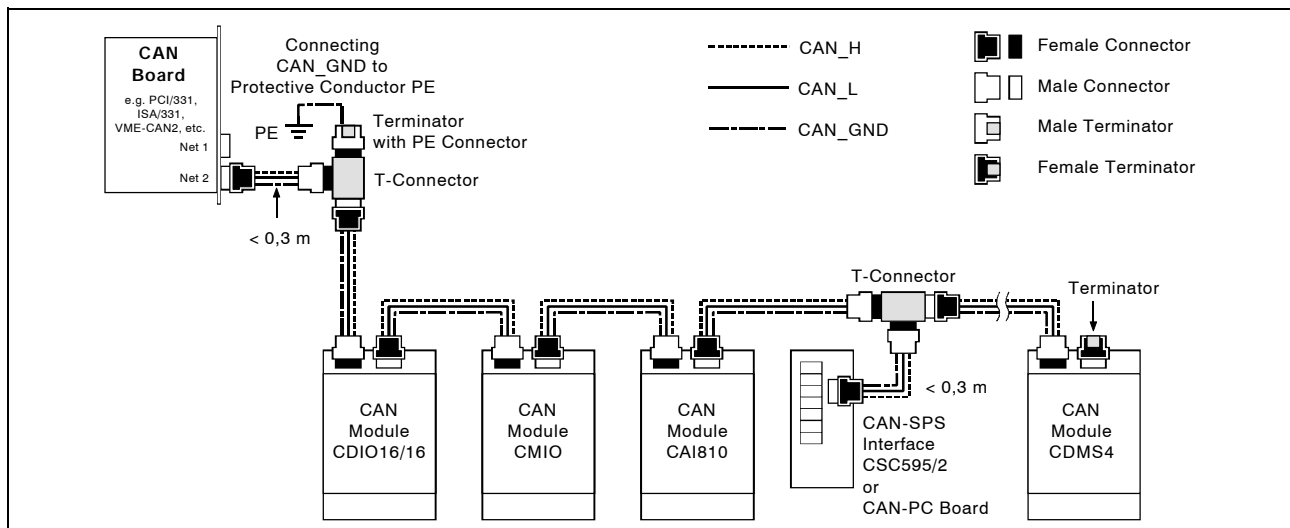 CAN
Board
e.g. PCI/331,
ISA/331,
VME-CAN2, etc.
Net 1
Net 2
Connecting
CAN_GND to
Protective Conductor PE
PE
Terminator
with PE Connector
T-Connector
< 0,3 m
CAN_H
CAN_L
CAN_GND
Female Connector
Male Connector
Male Terminator
Female Terminator
T-Connector
Terminator
< 0,3 m
CAN
Module
CDIO16/16
CAN
Module
CMIO
CAN
Module
CAI810
CAN-SPS
Interface
CSC595/2
or
CAN-PC Board
CAN
Module
CDMS4